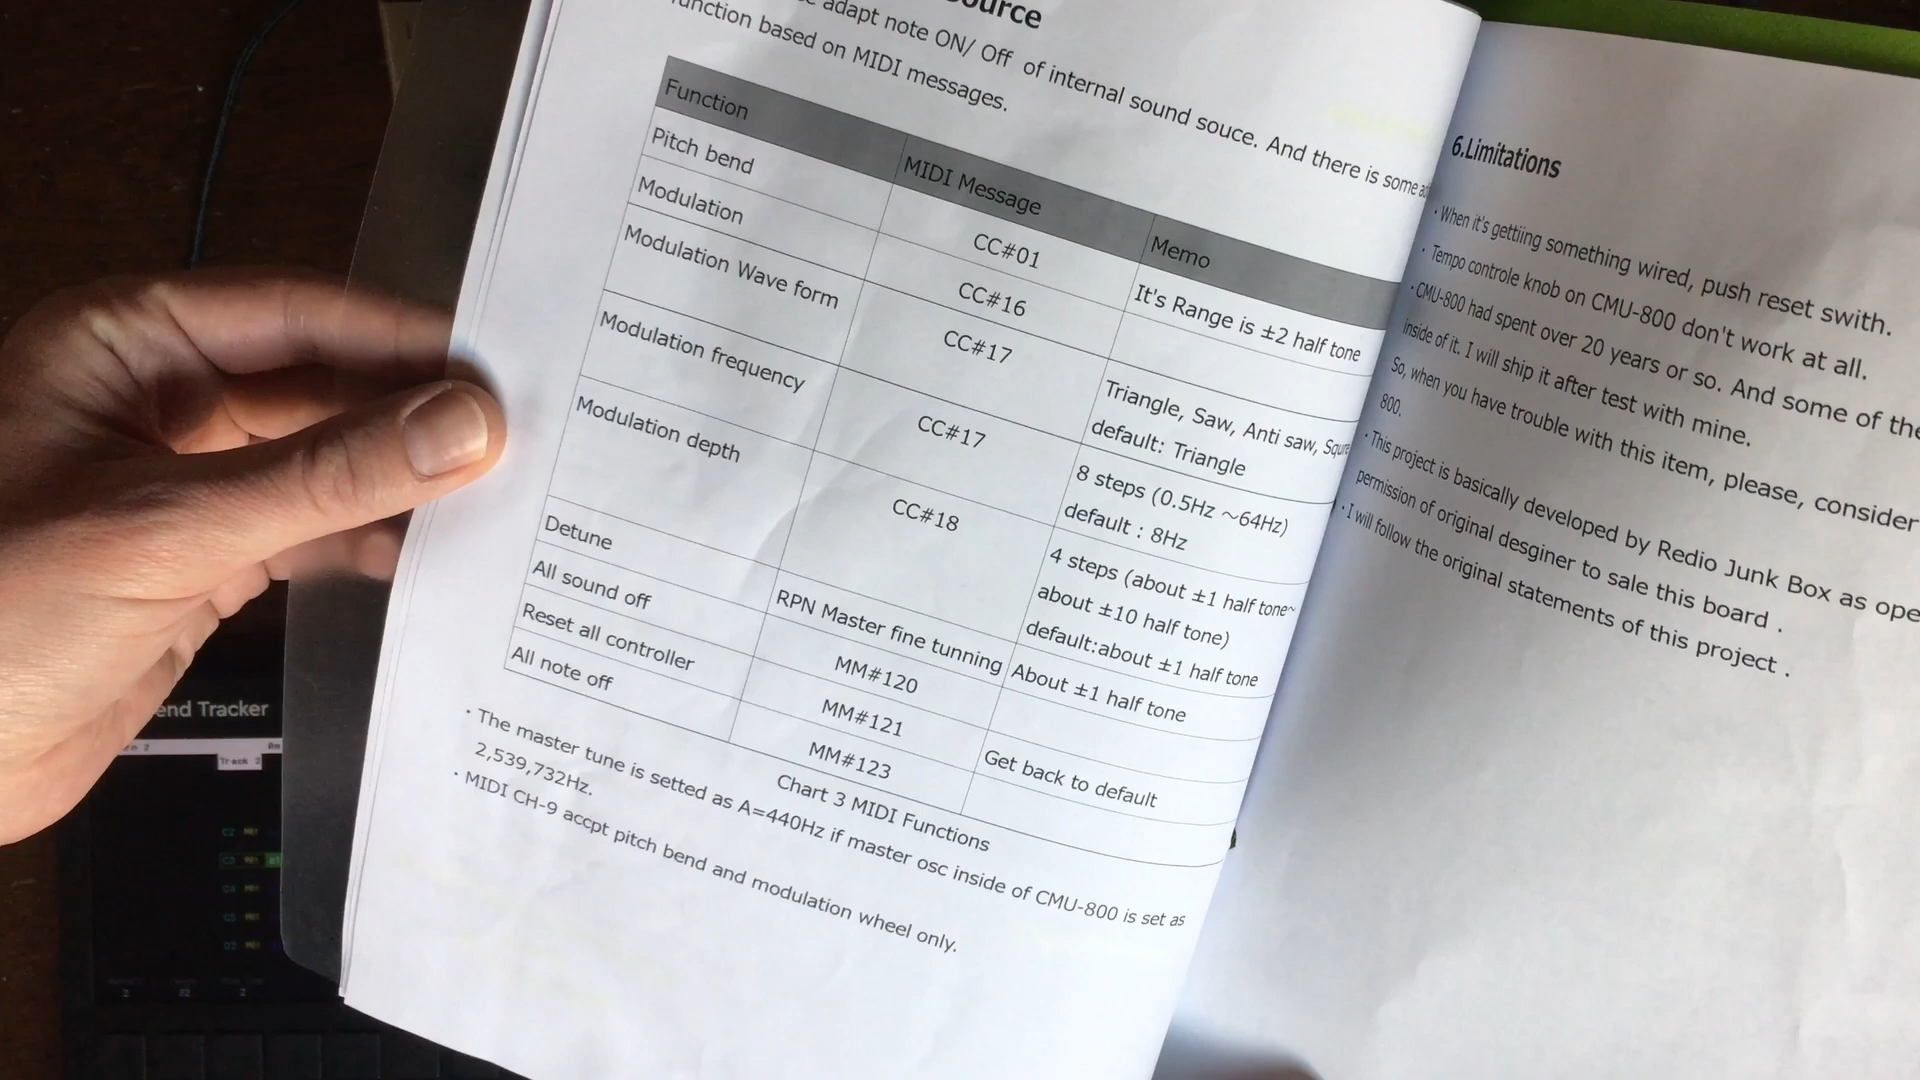 ource
adapt note ON/ Off of internal sound souce. And there is some
function based on MIDI messages.
Function MIDI Message Memo
Pitch bend CC#01 It's Range is ±2 half tone
Modulation CC#16
Modulation Wave form CC#17 Triangle, Saw, Anti saw, Squre
default: Triangle
Modulation frequency CC#17 8 steps (0.5Hz ~64Hz)
default : 8Hz
Modulation depth CC#18 4 steps (about ±1 half tone~
about ±10 half tone)
default:about ±1 half tone
Detune RPN Master fine tunning About ±1 half tone
All sound off MM#120
Reset all controller MM#121 Get back to default
All note off MM#123
Chart 3 MIDI Functions
・The master tune is setted as A=440Hz if master osc inside of CMU-800 is set as
2,539,732Hz.
・MIDI CH-9 accpt pitch bend and modulation wheel only.
6.Limitations
・When it's gettiing something wired, push reset swith.
・Tempo controle knob on CMU-800 don't work at all.
・CMU-800 had spent over 20 years or so. And some of the
inside of it. I will ship it after test with mine.
So, when you have trouble with this item, please, consider
800.
・This project is basically developed by Redio Junk Box as ope
permission of original desginer to sale this board .
・I will follow the original statements of this project .
end Tracker
Track 2